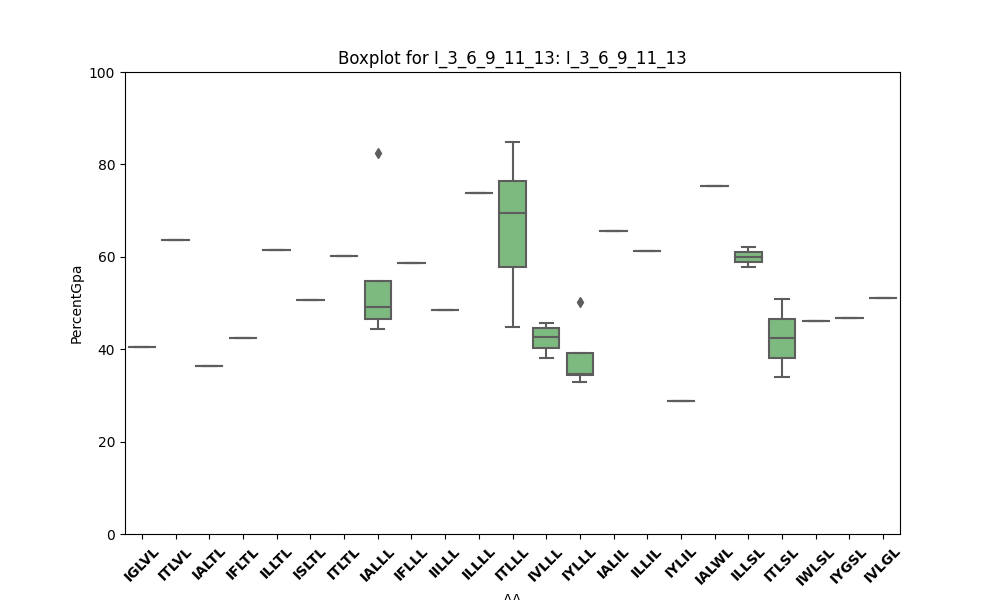 Boxplot for I_3_6_9_11_13: I_3_6_9_11_13
PercentGpa
100
80
60
40
20
0
IGLVL
ITLVL
IALTL
IFLTL
ILLTL
ISLTL
ITLTL
IALLL
IFLLL
IILLL
ILLLL
ITLLL
IVLLL
IYLLL
IALIL
ILLIL
IYLIL
IALWL
ILLSL
ITLSL
IWLSL
IYGSL
IVLGL
AA